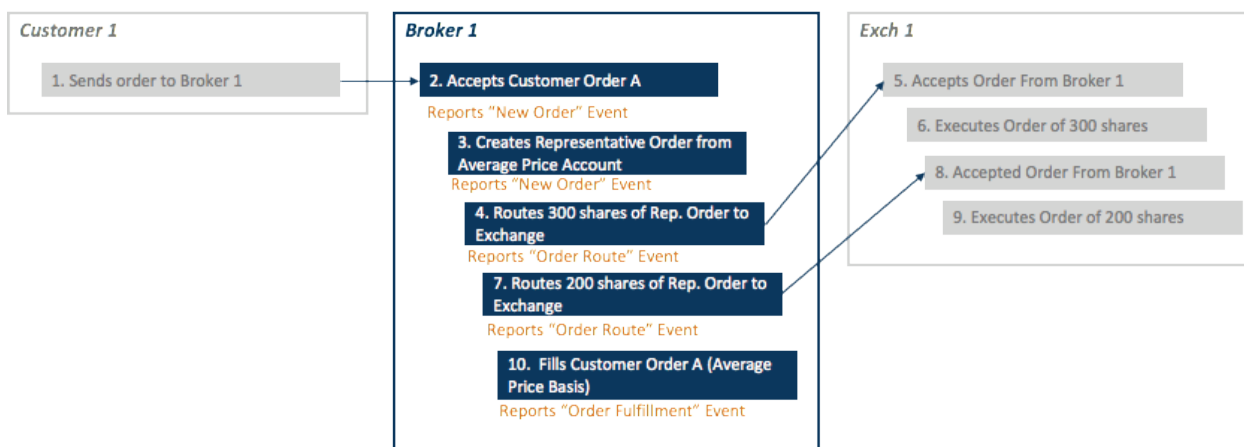 Customer 1
1. Sends order to Broker 1
Broker 1
2. Accepts Customer Order A
Reports "New Order" Event
3. Creates Representative Order from
Average Price Account
Reports "New Order" Event
4. Routes 300 shares of Rep. Order to
Exchange
Reports "Order Route" Event
7. Routes 200 shares of Rep. Order to
Exchange
Reports "Order Route" Event
10. Fills Customer Order A (Average
Price Basis)
Reports "Order Fulfillment" Event
Exch 1
5. Accepts Order From Broker 1
6. Executes Order of 300 shares
8. Accepted Order From Broker 1
9. Executes Order of 200 shares